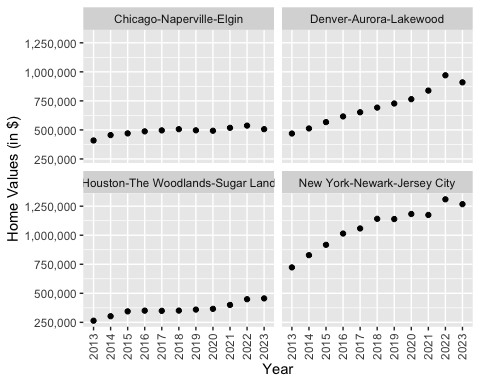 Chicago-Naperville-Elgin
Denver-Aurora-Lakewood
1,250,000
1,000,000
750,000
500,000
250,000
Houston-The Woodlands-Sugar Land
New York-Newark-Jersey City
1,250,000
1,000,000
750,000
500,000
250,000
Home Values (in $)
2013 2014 2015 2016 2017 2018 2019 2020 2021 2022 2023
2013 2014 2015 2016 2017 2018 2019 2020 2021 2022 2023
Year